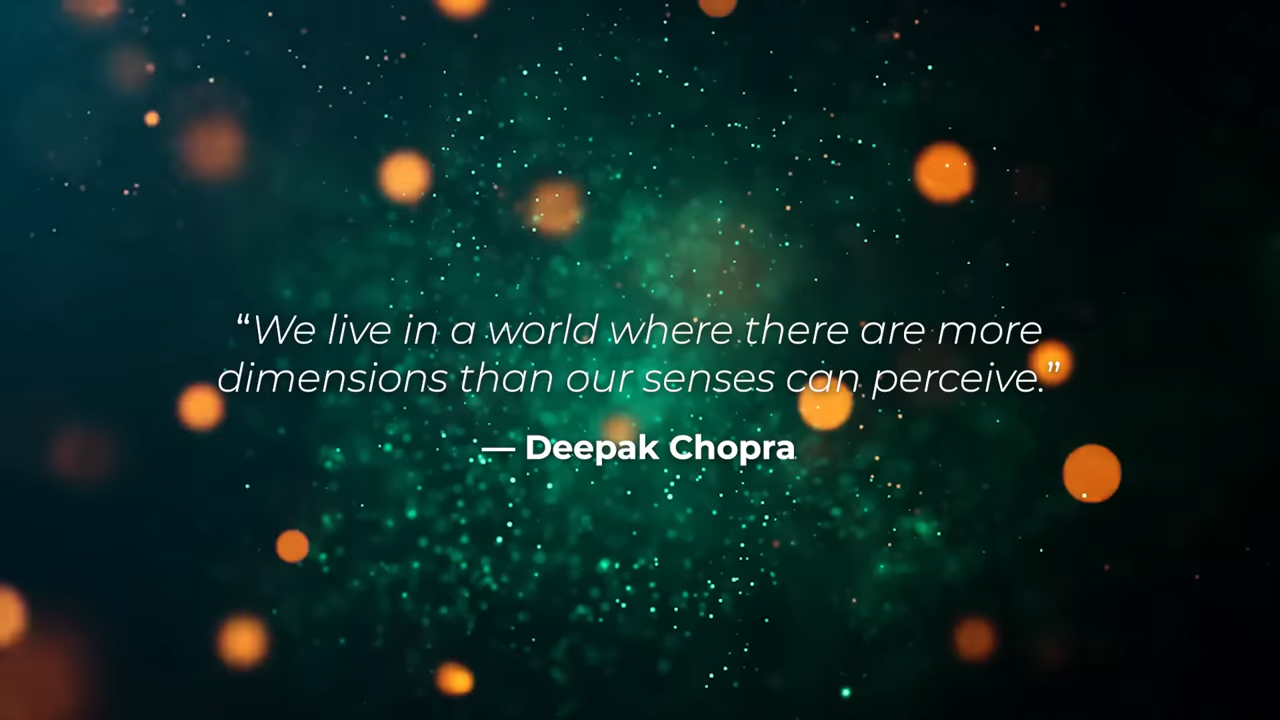 “We live in a world where there are more
dimensions than our senses can perceive.”
— Deepak Chopra